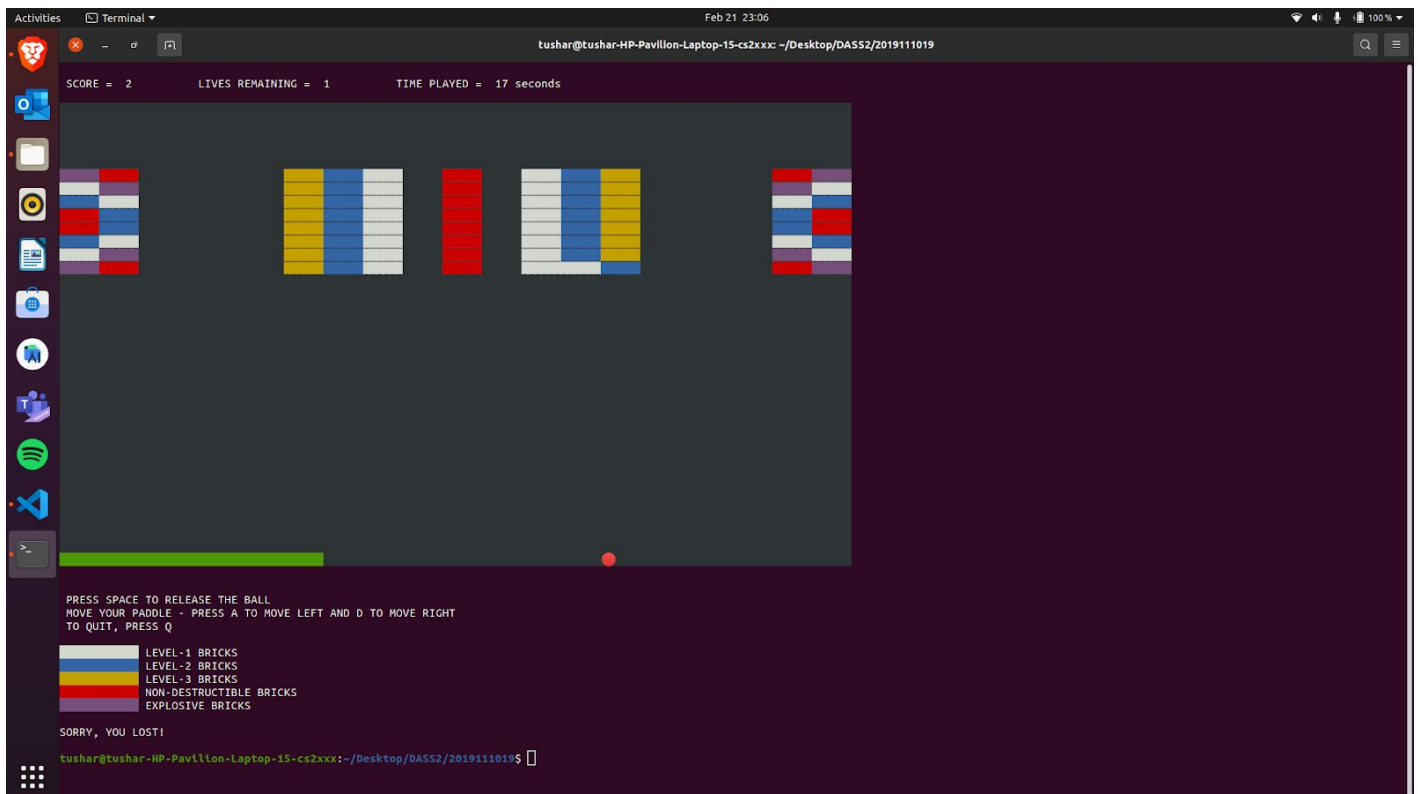 Activities Terminal Feb 21 23:06 100 %
tushar@tushar-HP-Pavilion-Laptop-15-cs2xxx: ~/Desktop/DASS2/2019111019
SCORE = 2 LIVES REMAINING = 1 TIME PLAYED = 17 seconds
PRESS SPACE TO RELEASE THE BALL
MOVE YOUR PADDLE - PRESS A TO MOVE LEFT AND D TO MOVE RIGHT
TO QUIT, PRESS Q
LEVEL-1 BRICKS
LEVEL-2 BRICKS
LEVEL-3 BRICKS
NON-DESTRUCTIBLE BRICKS
EXPLOSIVE BRICKS
SORRY, YOU LOST!
tushar@tushar-HP-Pavilion-Laptop-15-cs2xxx:~/Desktop/DASS2/2019111019$